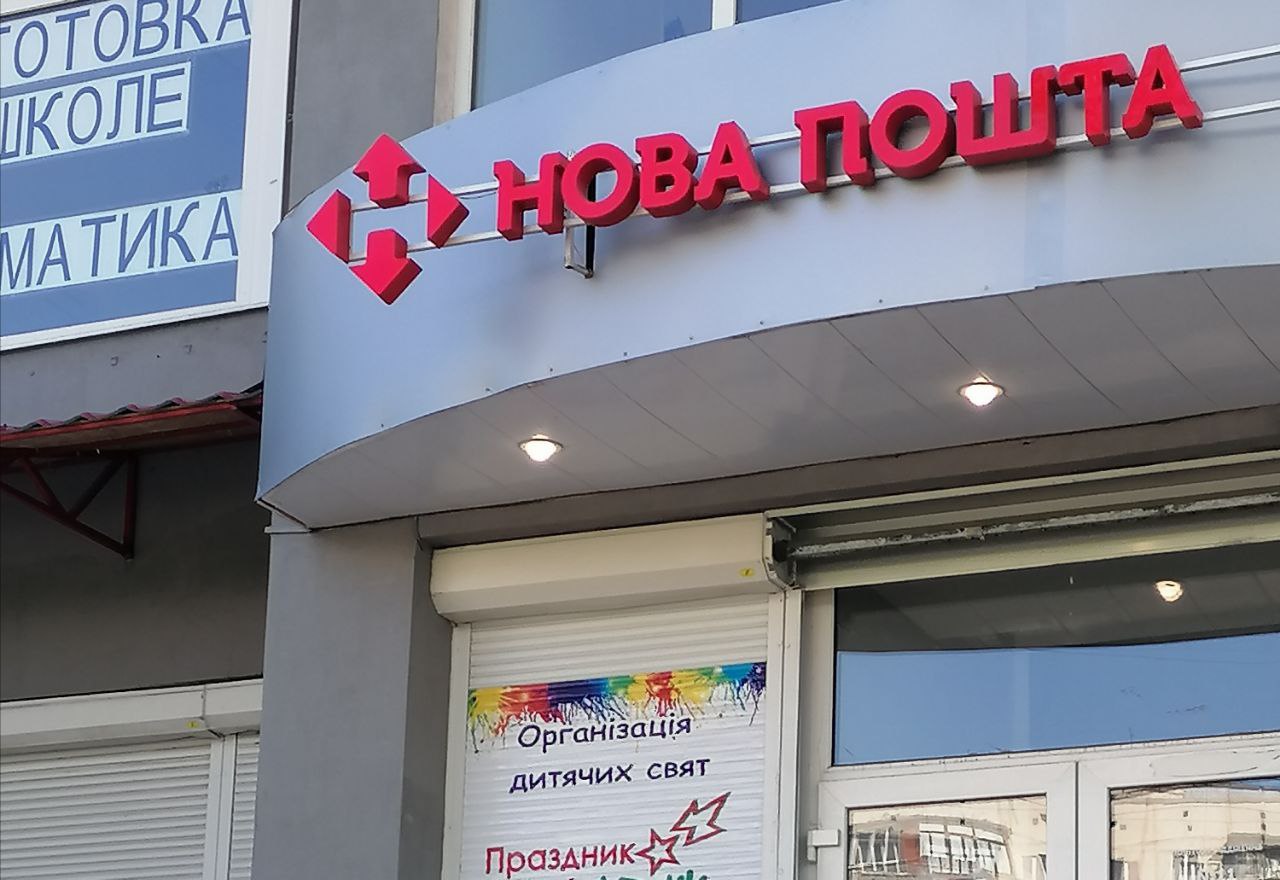 ГОТОВКА
ШКОЛЕ
МАТИКА
НОВА ПОШТА
Організація
дитячих свят
Праздник